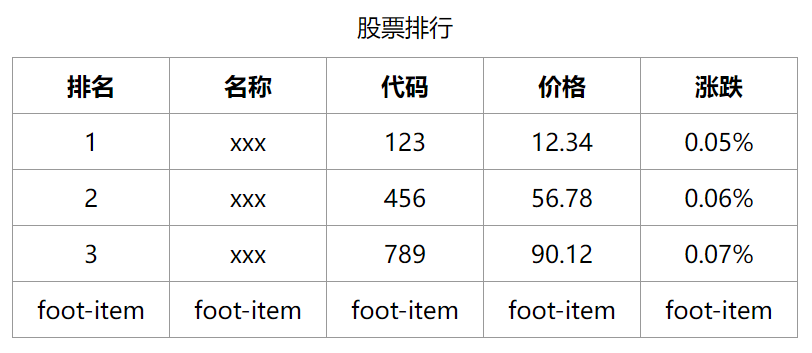 股票排行
排名 名称 代码 价格 涨跌
1 xxx 123 12.34 0.05%
2 xxx 456 56.78 0.06%
3 xxx 789 90.12 0.07%
foot-item foot-item foot-item foot-item foot-item